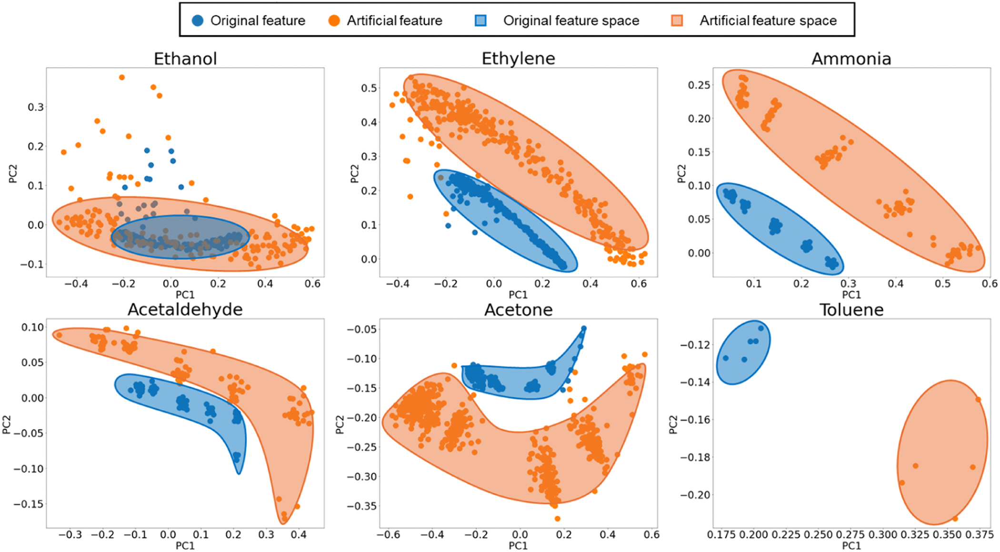 Original feature Artificial feature Original feature space Artificial feature space
Ethanol
PC2
0.3
0.2
0.1
0.0
−0.1
−0.4 −0.2 0.0 0.2 0.4 0.6
PC1
Ethylene
PC2
0.5
0.4
0.3
0.2
0.1
0.0
−0.4 −0.2 0.0 0.2 0.4 0.6
PC1
Ammonia
PC2
0.25
0.20
0.15
0.10
0.05
0.00
0.1 0.2 0.3 0.4 0.5 0.6
PC1
Acetaldehyde
PC2
0.10
0.05
0.00
−0.05
−0.10
−0.15
−0.3 −0.2 −0.1 0.0 0.1 0.2 0.3 0.4
PC1
Acetone
PC2
−0.05
−0.10
−0.15
−0.20
−0.25
−0.30
−0.35
−0.6 −0.4 −0.2 0.0 0.2 0.4 0.6
PC1
Toluene
PC2
−0.12
−0.14
−0.16
−0.18
−0.20
0.175 0.200 0.225 0.250 0.275 0.300 0.325 0.350 0.375
PC1